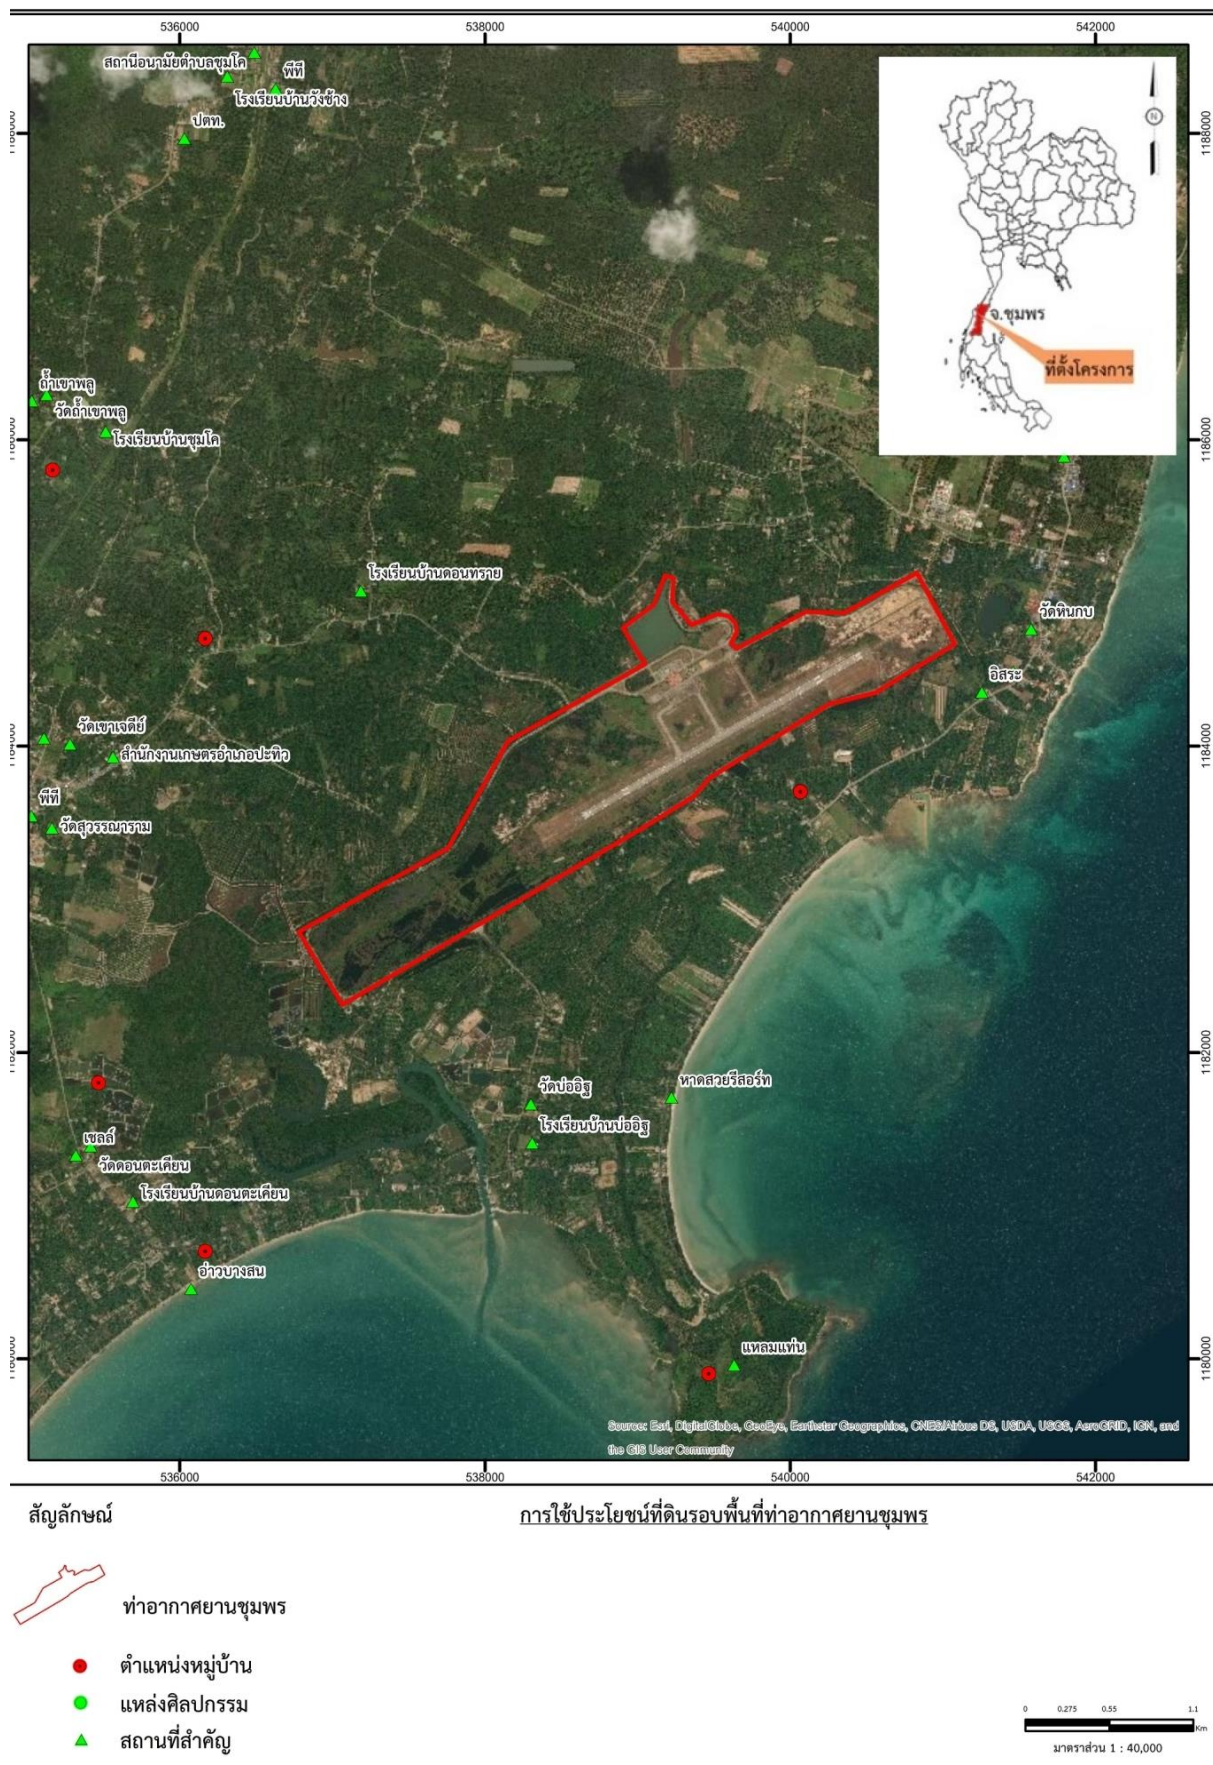 536000
538000
540000
542000
สถานีอนามัยตำบลชุมโค
พีที
โรงเรียนบ้านวังช้าง
ปตท.
1188000
1188000
N
จ.ชุมพร
ที่ตั้งโครงการ
ถ้ำเขาพลู
วัดถ้ำเขาพลู
โรงเรียนบ้านชุมโค
1186000
1186000
โรงเรียนบ้านดอนทราย
วัดหินกบ
อิสระ
วัดเขาเจดีย์
สำนักงานเกษตรอำเภอปะทิว
1184000
1184000
พีที
วัดสุวรรณาราม
1182000
1182000
วัดบ่ออิฐ
หาดสวยรีสอร์ท
โรงเรียนบ้านบ่ออิฐ
เชลล์
วัดดอนตะเคียน
โรงเรียนบ้านดอนตะเคียน
อ่าวบางสน
แหลมแท่น
1180000
1180000
Source: Esri, DigitalGlobe, GeoEye, Earthstar Geographics, CNES/Airbus DS, USDA, USGS, AeroGRID, IGN, and
the GIS User Community
536000
538000
540000
542000
สัญลักษณ์
การใช้ประโยชน์ที่ดินรอบพื้นที่ท่าอากาศยานชุมพร
ท่าอากาศยานชุมพร
ตำแหน่งหมู่บ้าน
แหล่งศิลปกรรม
สถานที่สำคัญ
0 0.275 0.55 1.1
Km
มาตราส่วน 1 : 40,000